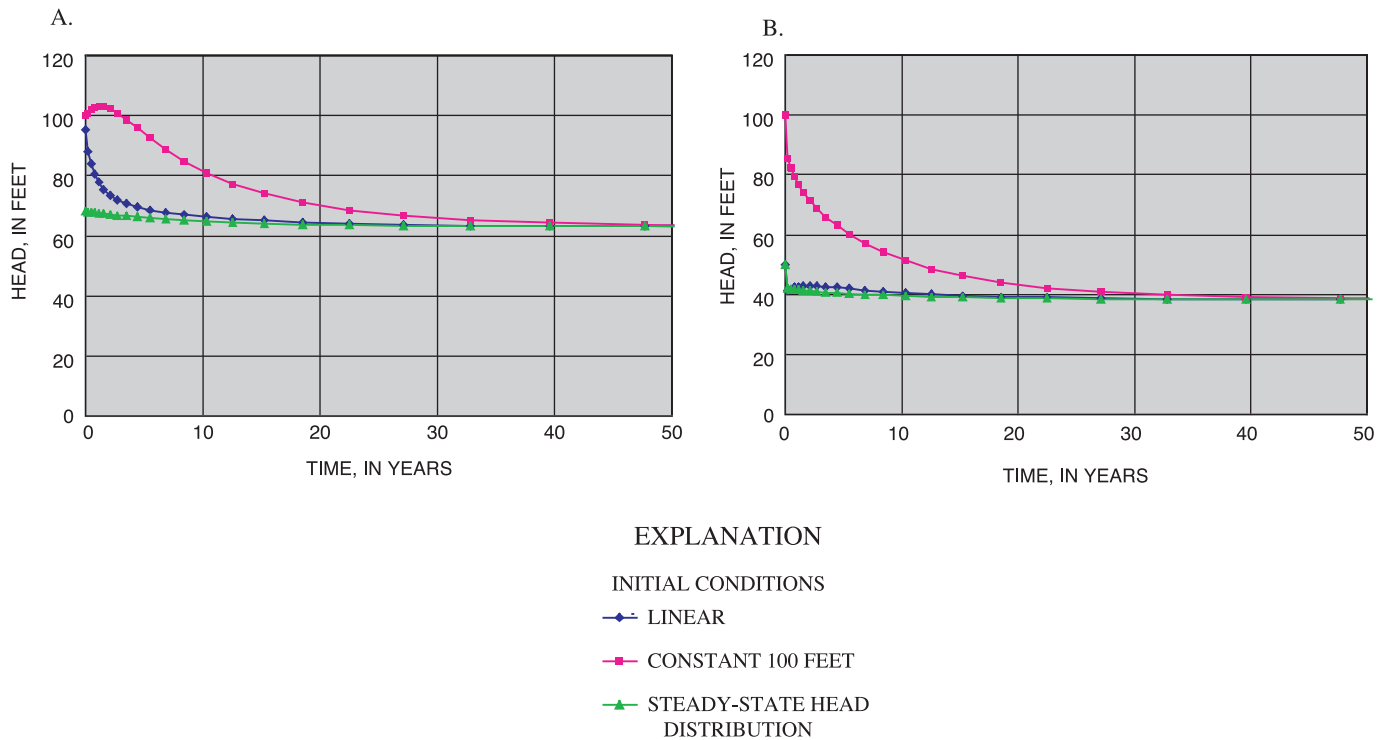 A.
120
100
80
60
40
20
0
HEAD, IN FEET
0 10 20 30 40 50
TIME, IN YEARS
B.
120
100
80
60
40
20
0
HEAD, IN FEET
0 10 20 30 40 50
TIME, IN YEARS
EXPLANATION
INITIAL CONDITIONS
LINEAR
CONSTANT 100 FEET
STEADY-STATE HEAD
DISTRIBUTION